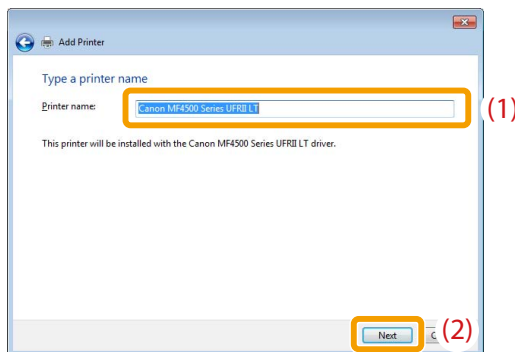 Add Printer
Type a printer name
Printer name: Canon MF4500 Series UFRII LT (1)
This printer will be installed with the Canon MF4500 Series UFRII LT driver.
Next (2)